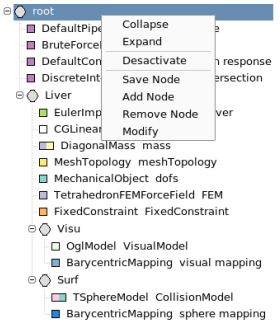 root
DefaultPipe
BruteForce
DefaultCon
DiscreteInt
e
n response
ersection
Collapse
Expand
Desactivate
Save Node
Add Node
Remove Node
Modify
Liver
EulerImp
ver
CGLinear
DiagonalMass mass
MeshTopology meshTopology
MechanicalObject dofs
TetrahedronFEMForceField FEM
FixedConstraint FixedConstraint
Visu
OglModel VisualModel
BarycentricMapping visual mapping
Surf
TSphereModel CollisionModel
BarycentricMapping sphere mapping